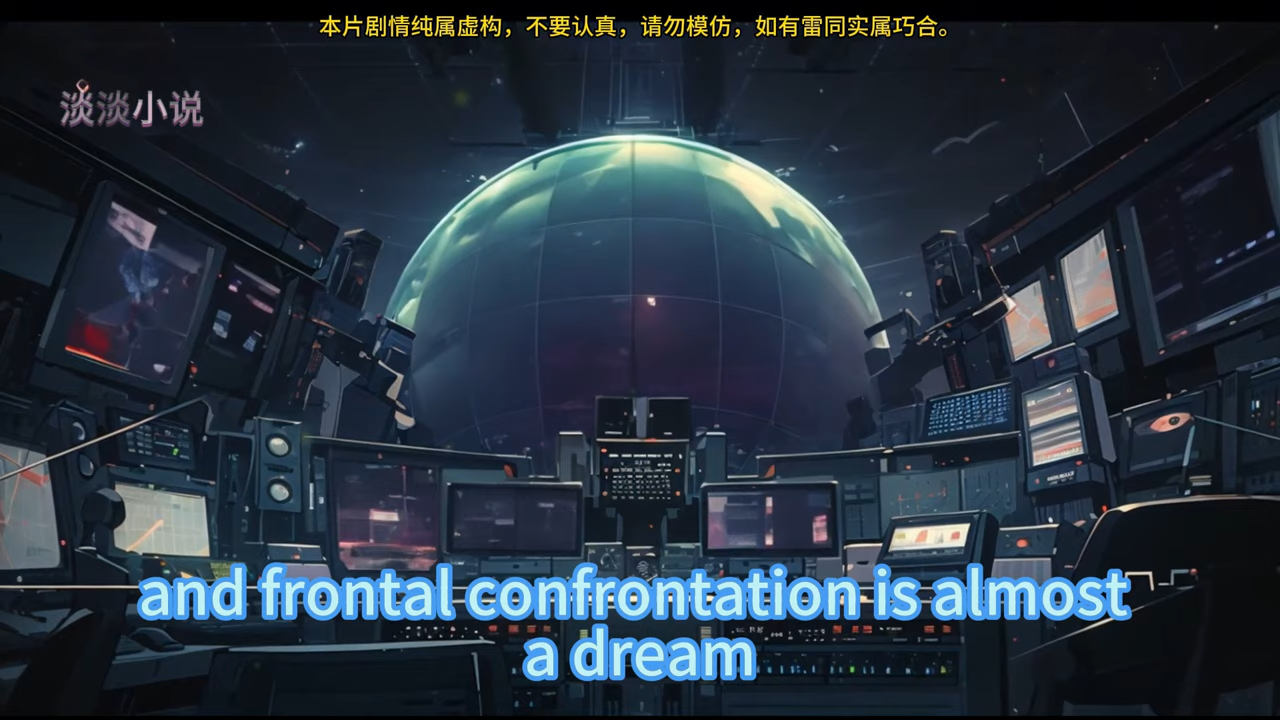 本片剧情纯属虚构，不要认真，请勿模仿，如有雷同实属巧合。
淡淡小说
and frontal confrontation is almost
a dream